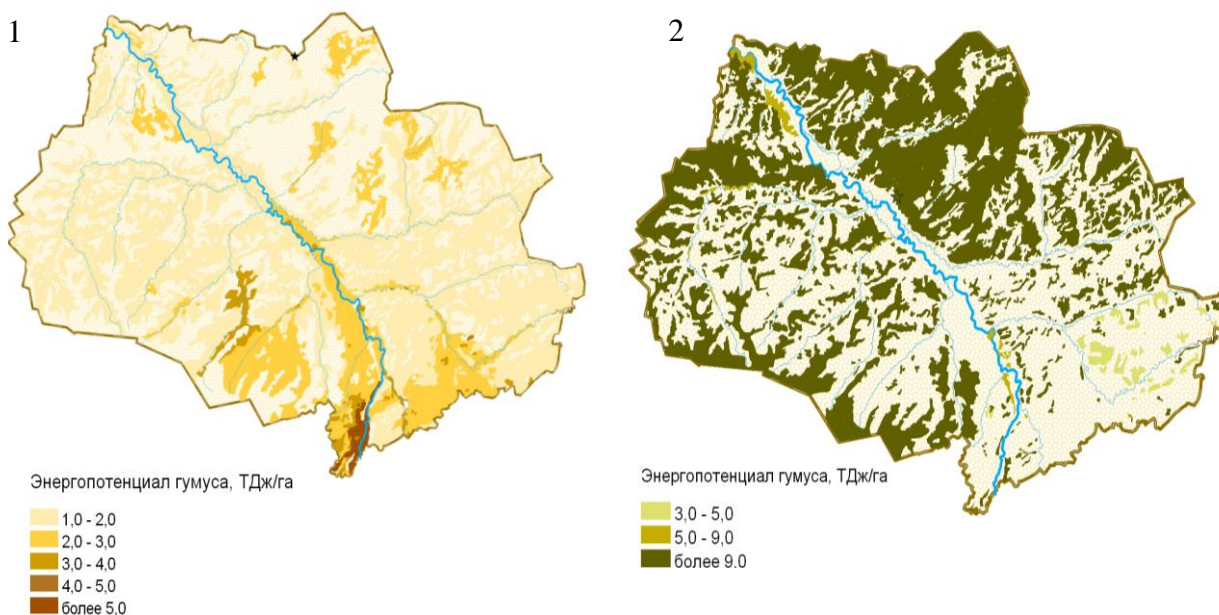 1
Энергопотенциал гумуса, ТДж/га
1,0 - 2,0
2,0 - 3,0
3,0 - 4,0
4,0 - 5,0
более 5,0
2
Энергопотенциал гумуса, ТДж/га
3,0 - 5,0
5,0 - 9,0
более 9.0